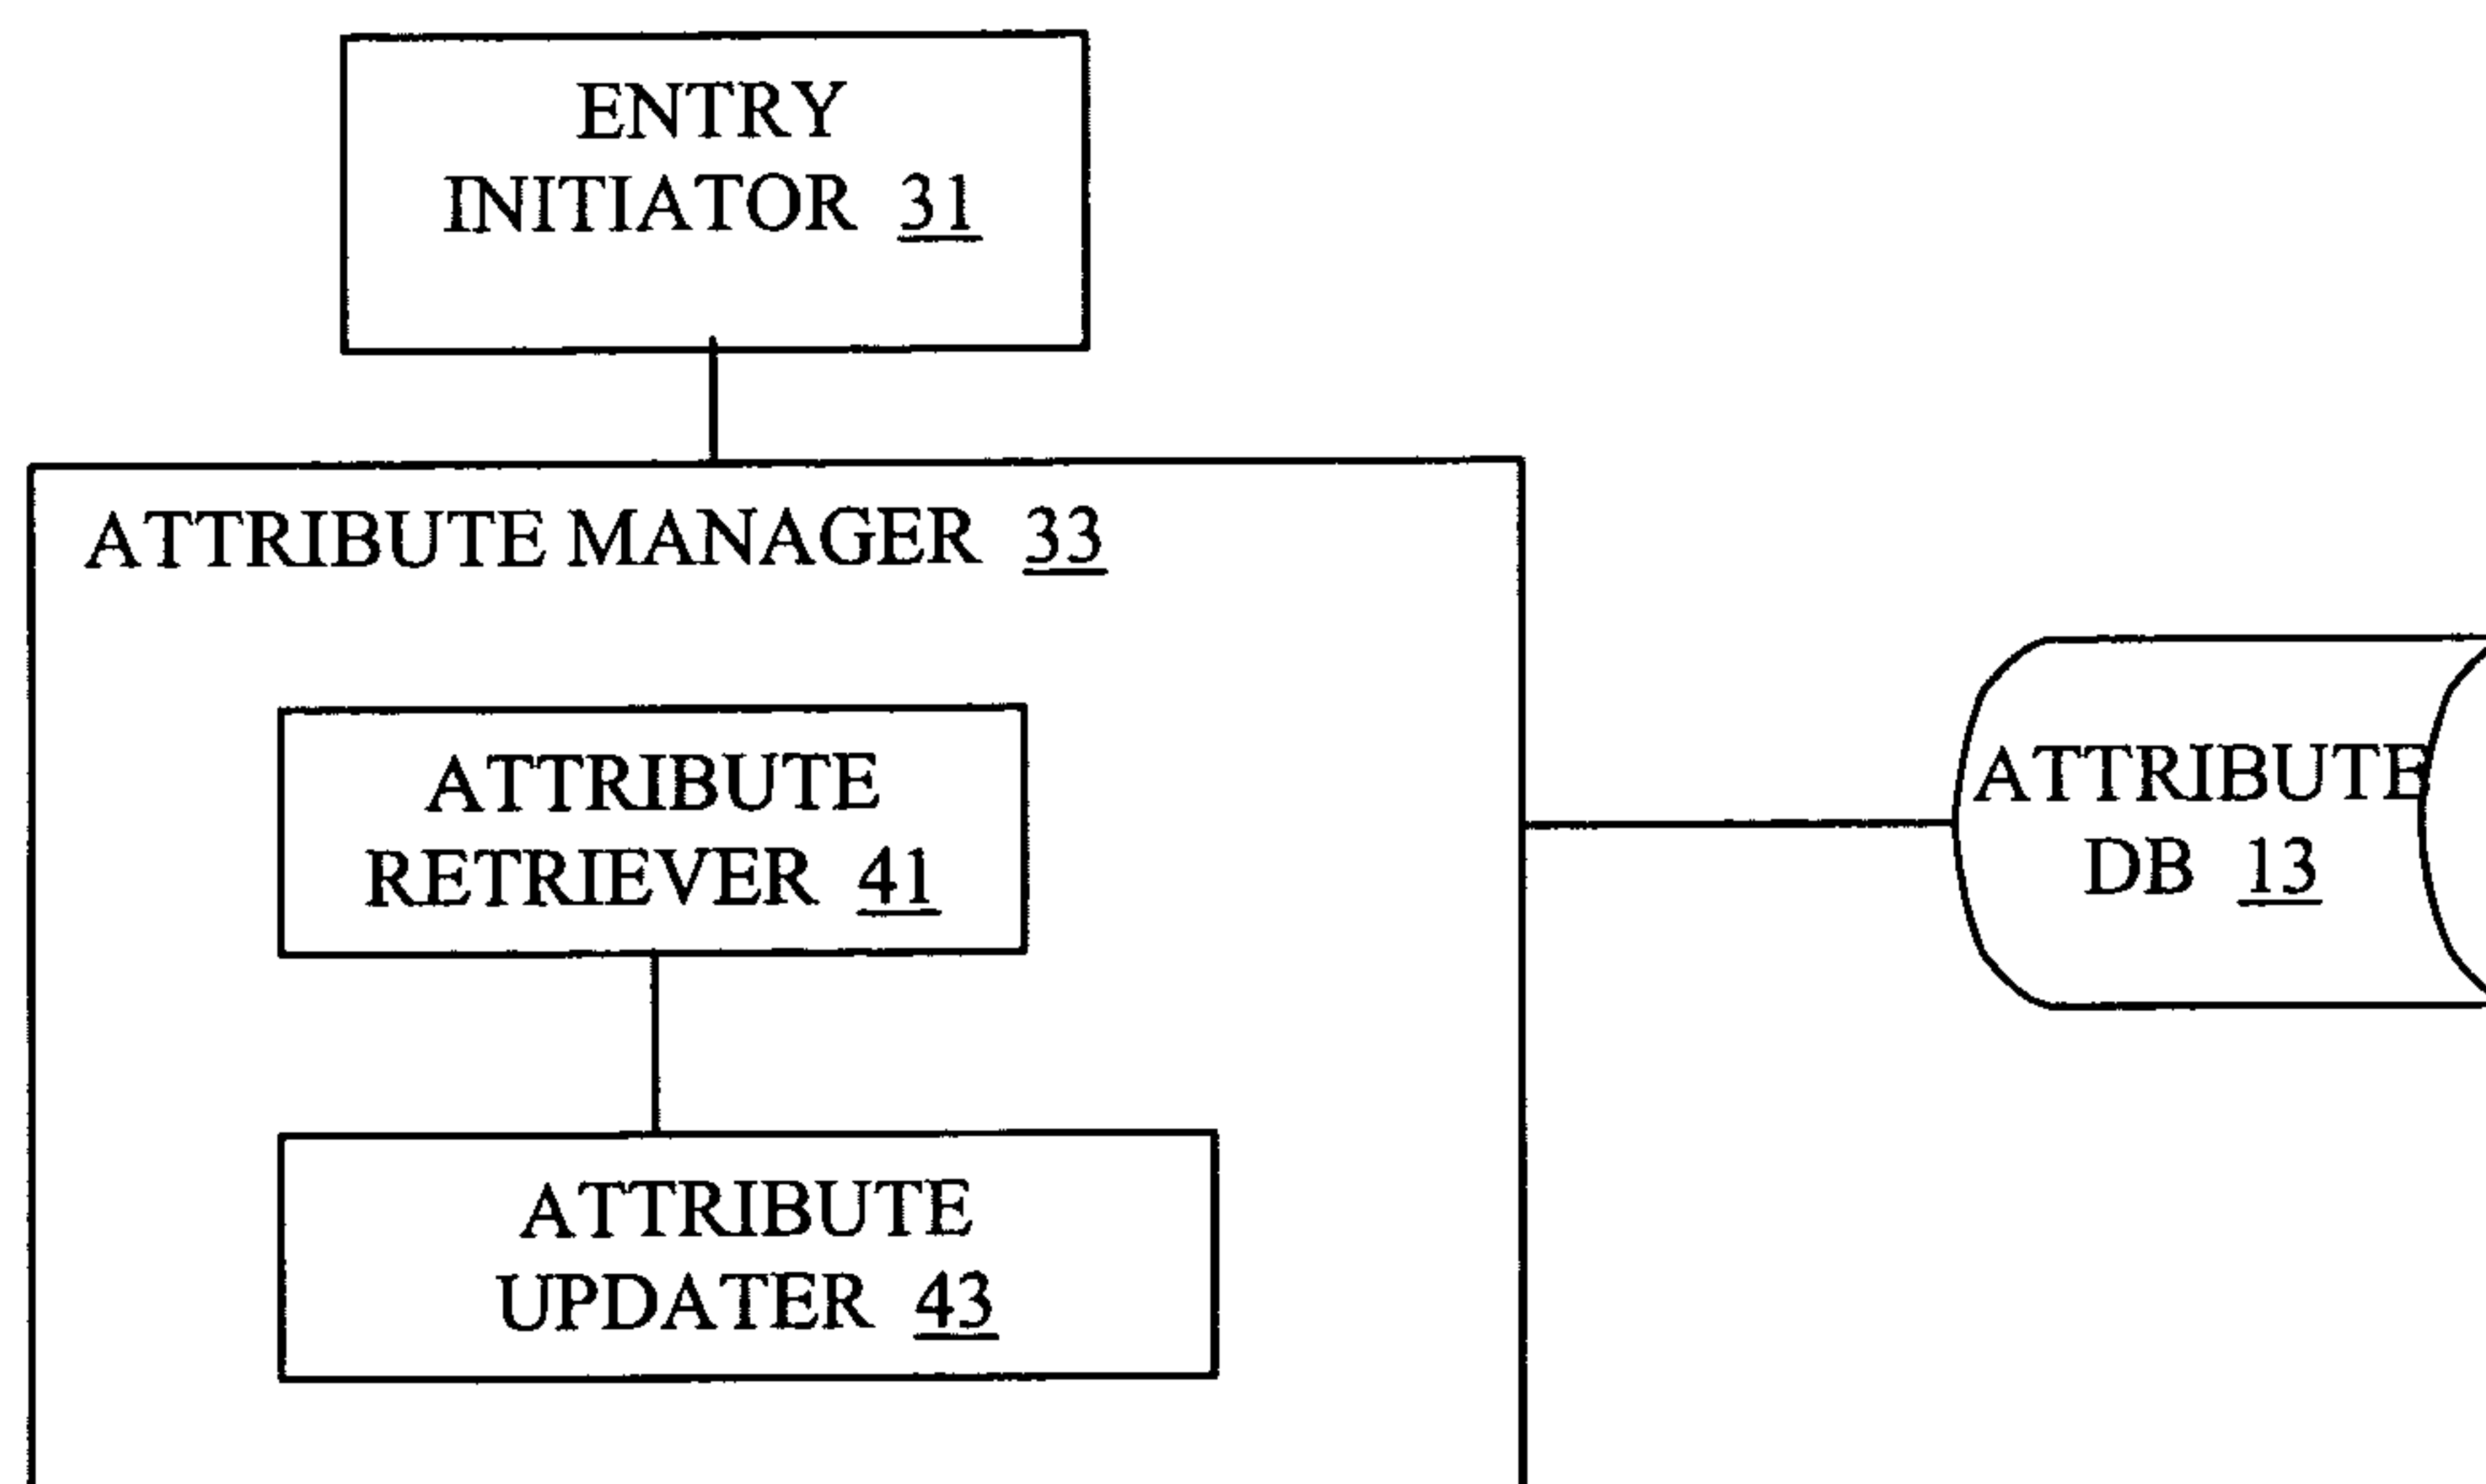 ENTRY
INITIATOR 31
ATTRIBUTE MANAGER 33
ATTRIBUTE
RETRIEVER 41
ATTRIBUTE
DB 13
ATTRIBUTE
UPDATER 43